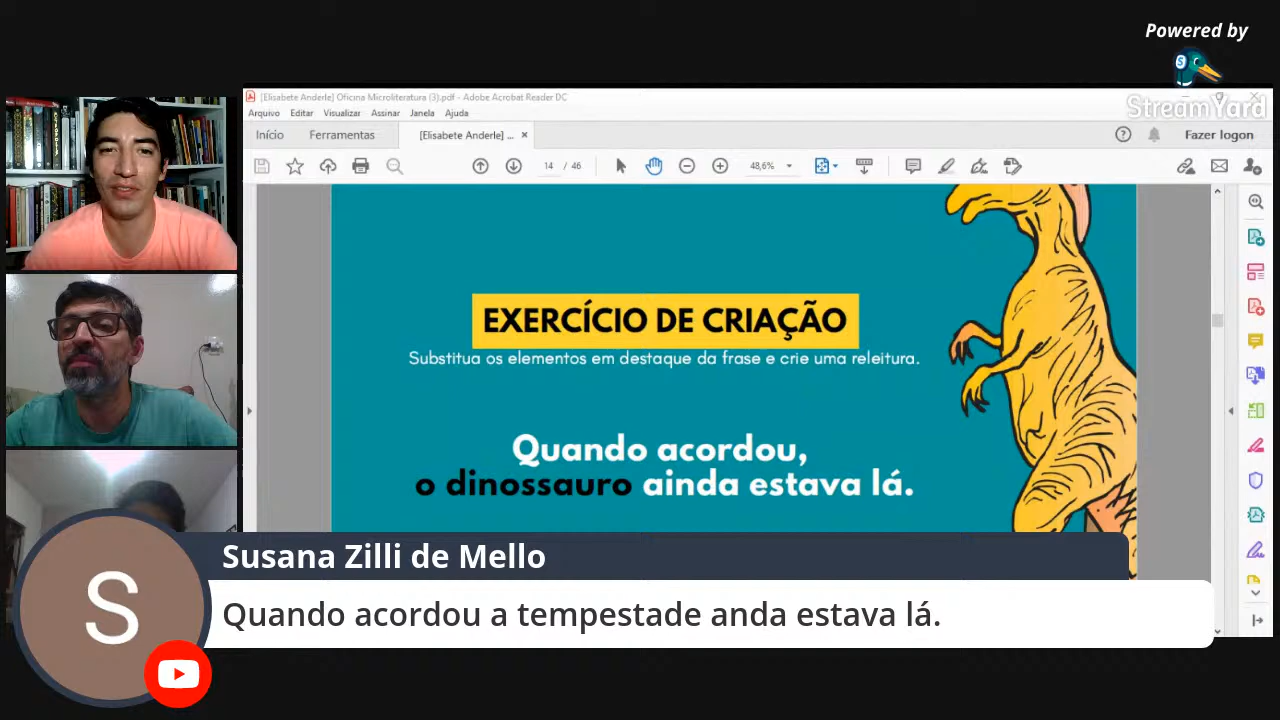 Powered by
StreamYard
[Elisabete Anderle] Oficina Microliteratura (3).pdf - Adobe Acrobat Reader DC
Arquivo Editar Visualizar Assinar Janela Ajuda
Início Ferramentas [Elisabete Anderle] ... × Fazer logon
14 / 46 48,6%
EXERCÍCIO DE CRIAÇÃO
Substitua os elementos em destaque da frase e crie uma releitura.
Quando acordou,
o dinossauro ainda estava lá.
S
Susana Zilli de Mello
Quando acordou a tempestade anda estava lá.